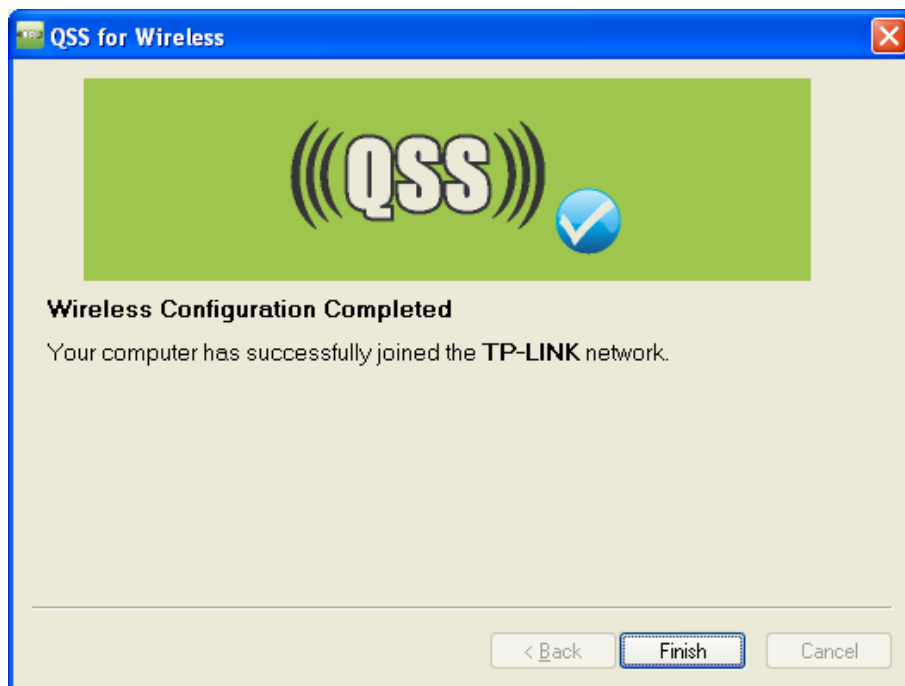 QSS for Wireless
(((QSS)))
Wireless Configuration Completed
Your computer has successfully joined the TP-LINK network.
< Back
Finish
Cancel